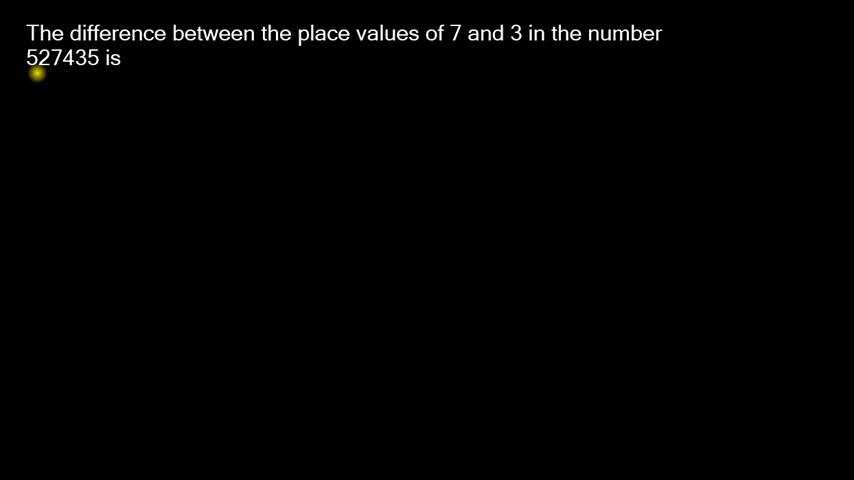 The difference between the place values of 7 and 3 in the number
527435 is